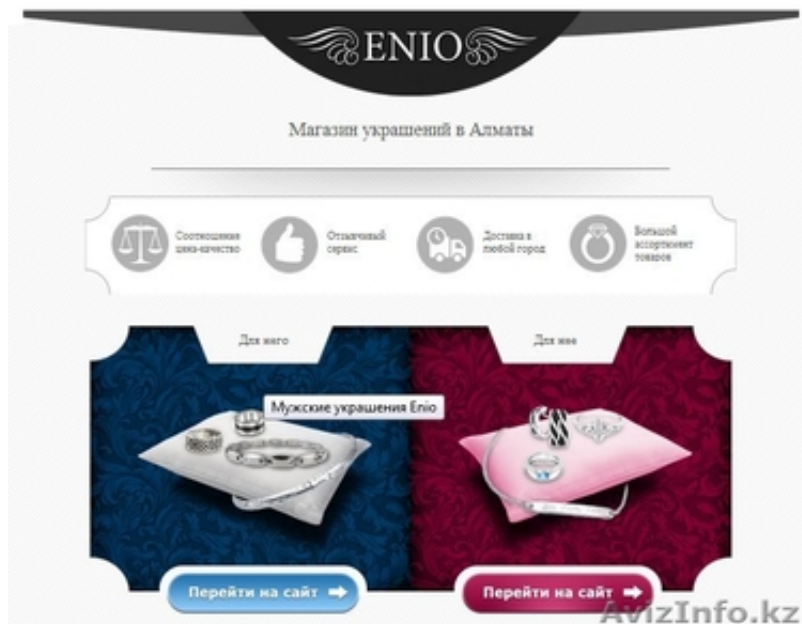 ENIO
Магазин украшений в Алматы
Соотношение
цена-качество
Отзывчивый
сервис
Доставка в
любой город
Большой
ассортимент
товаров
Для него
Для нее
Мужские украшения Enio
Перейти на сайт
Перейти на сайт
AvizInfo.kz